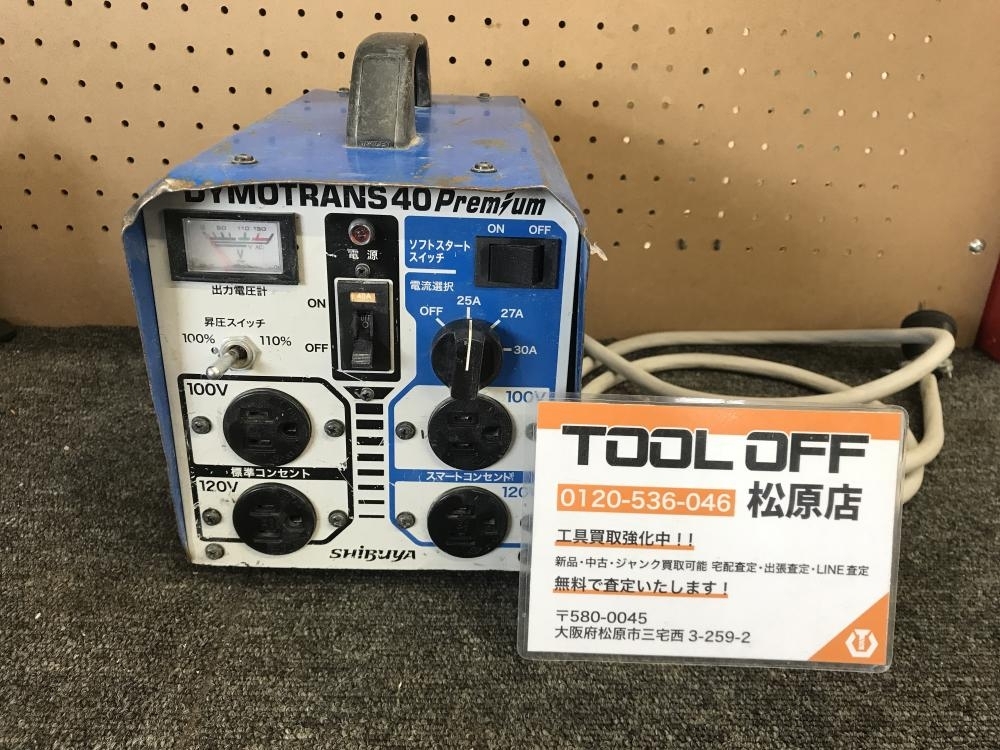 DYMOTRANS40Premium
50 110 150
V AC
V
出力電圧計
昇圧スイッチ
100% 110%
電源
ON
OFF
ソフトスタート
スイッチ
ON OFF
電流選択
OFF 25A 27A 30A
100V
標準コンセント
120V
100V
スマートコンセント
SHIBUYA
TOOL OFF
0120-536-046 松原店
工具買取強化中!!
新品・中古・ジャンク買取可能 宅配査定・出張査定・LINE査定
無料で査定いたします!
〒580-0045
大阪府松原市三宅西 3-259-2